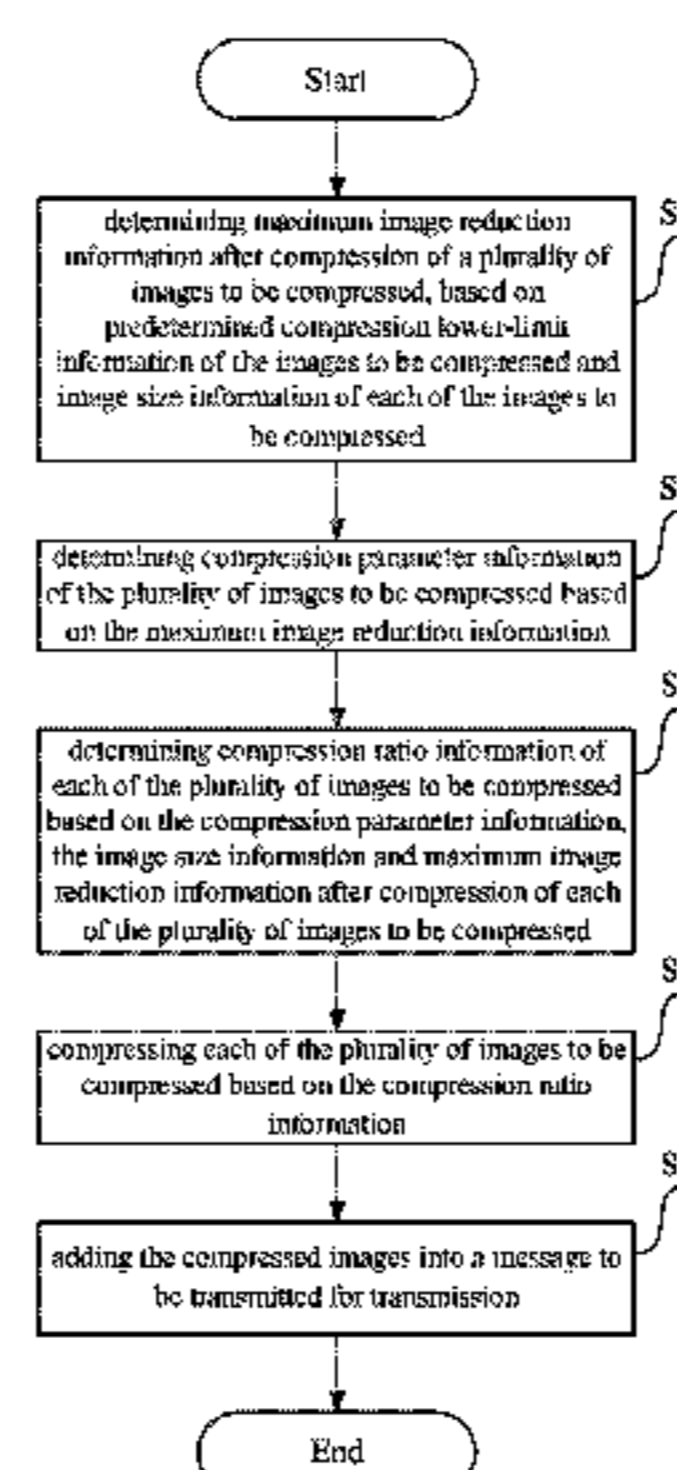 Start
S
determining maximum image reduction
information after compression of a plurality of
images to be compressed, based on
predetermined compression lower-limit
information of the images to be compressed and
image size information of each of the images to
be compressed
S
determining compression parameter information
of the plurality of images to be compressed based
on the maximum image reduction information
S
determining compression ratio information of
each of the plurality of images to be compressed
based on the compression parameter information,
the image size information and maximum image
reduction information after compression of each
of the plurality of images to be compressed
S
compressing each of the plurality of images to be
compressed based on the compression ratio
information
S
adding the compressed images into a message to
be transmitted for transmission
End